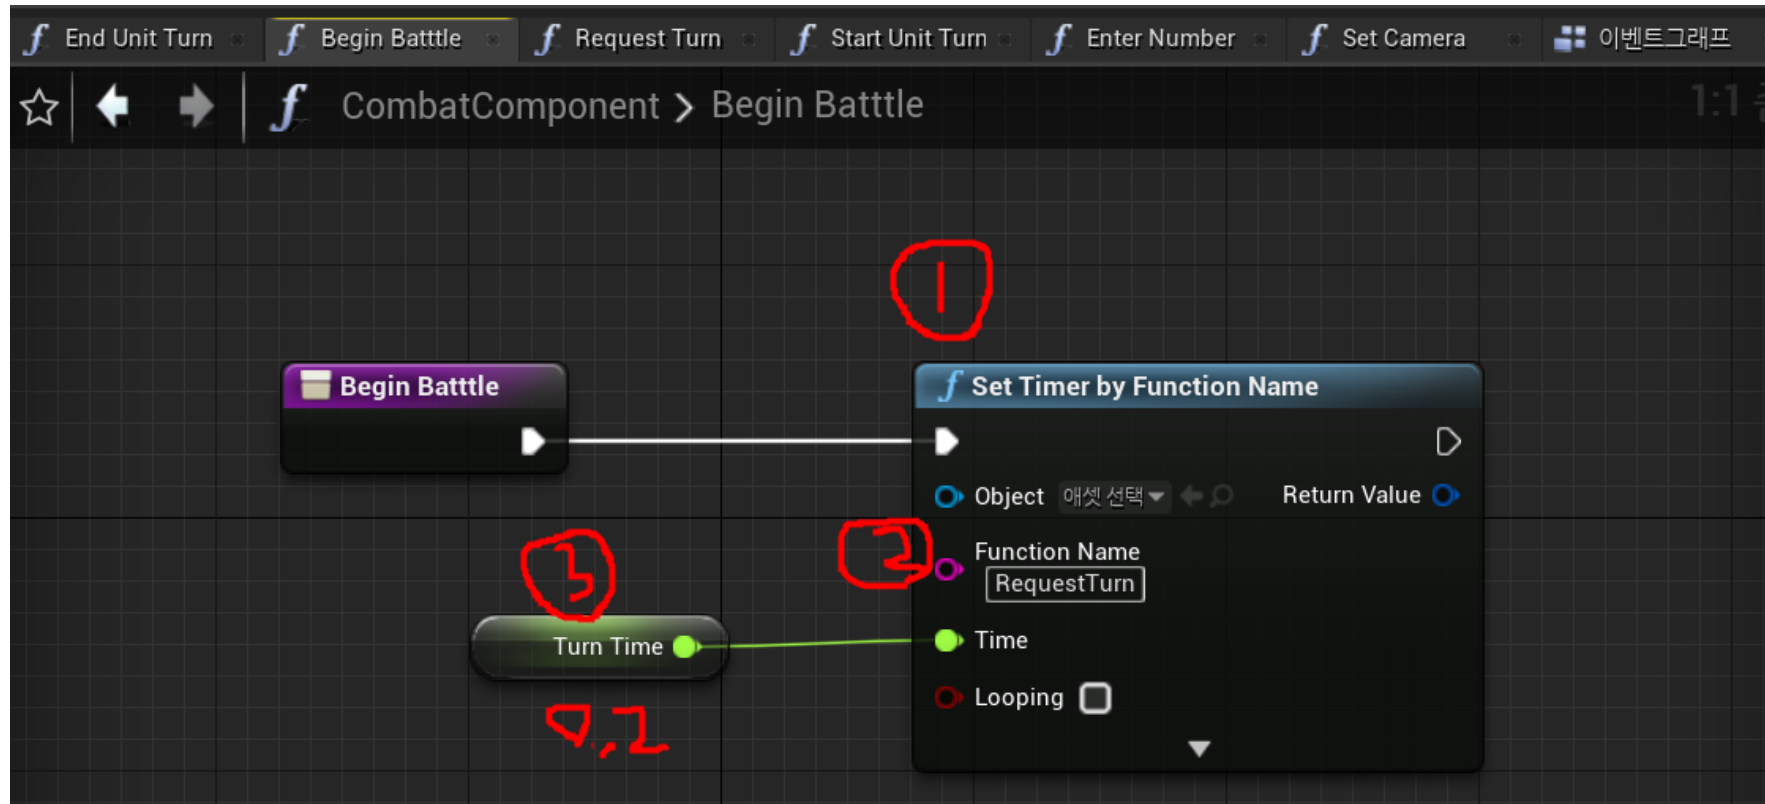 End Unit Turn
Begin Batttle
Request Turn
Start Unit Turn
Enter Number
Set Camera
이벤트그래프
CombatComponent > Begin Batttle
1:1
1
Begin Batttle
Set Timer by Function Name
Object 애셋 선택
Return Value
2
Function Name
RequestTurn
3
Turn Time
Time
0.2
Looping